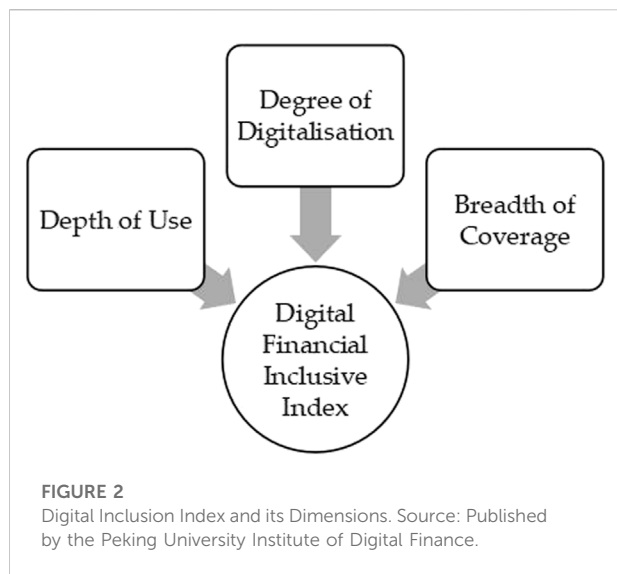 Degree of
Digitalisation
Depth of Use
Breadth of
Coverage
Digital
Financial
Inclusive
Index
FIGURE 2
Digital Inclusion Index and its Dimensions. Source: Published
by the Peking University Institute of Digital Finance.